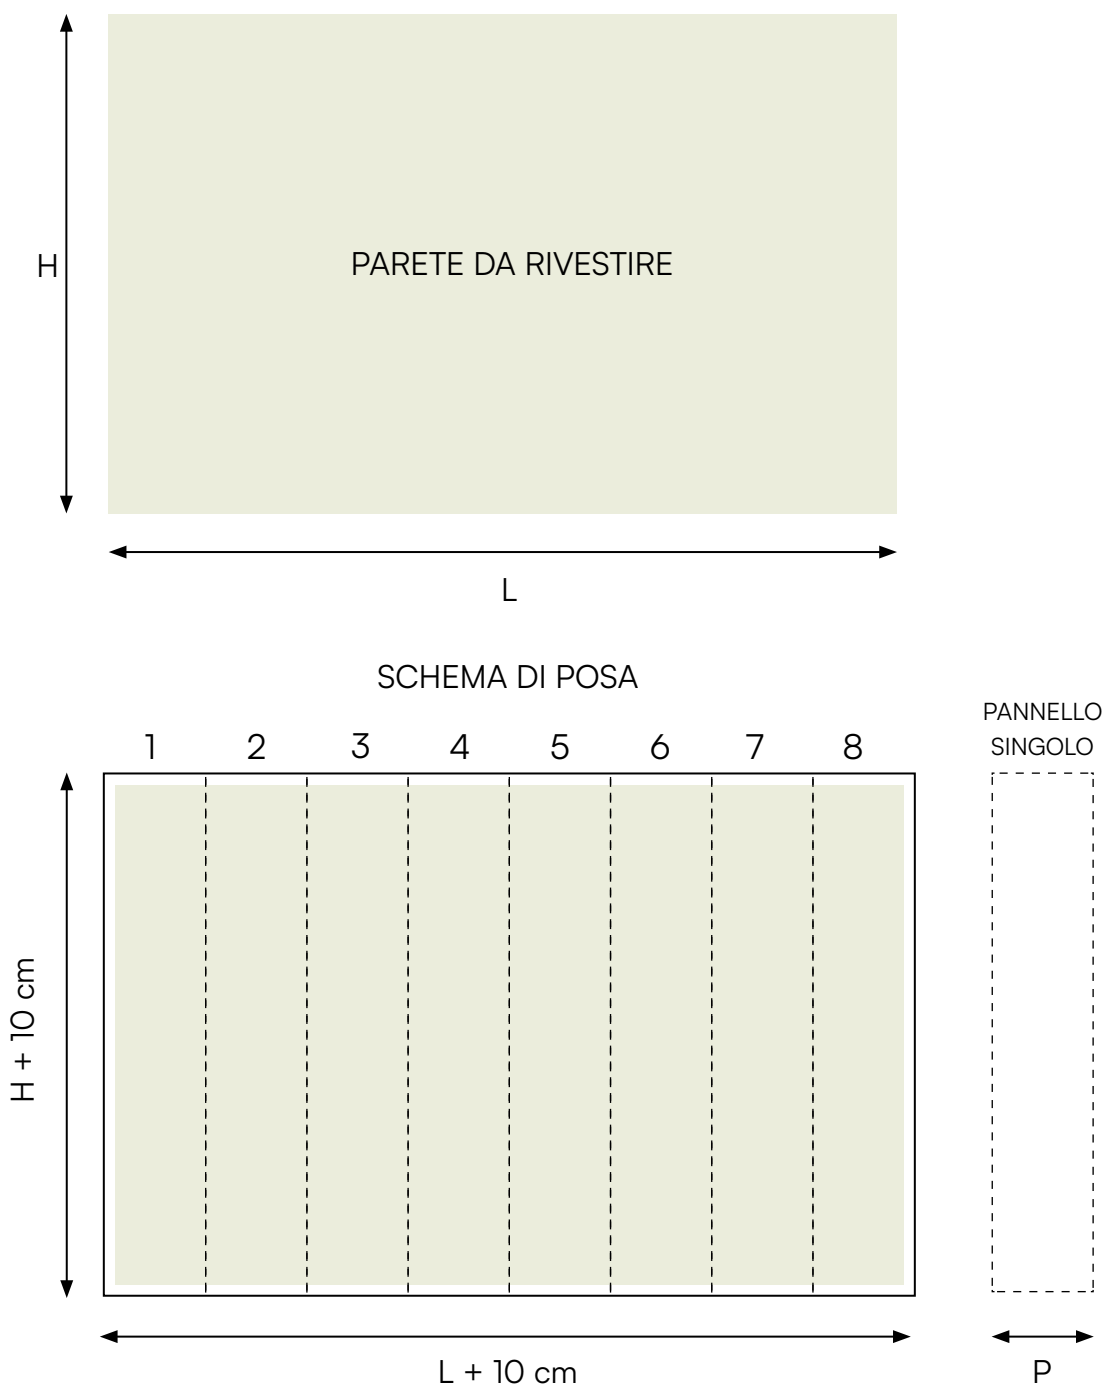 H
PARETE DA RIVESTIRE
L
SCHEMA DI POSA
PANNELLO
SINGOLO
1 2 3 4 5 6 7 8
H + 10 cm
L + 10 cm
P